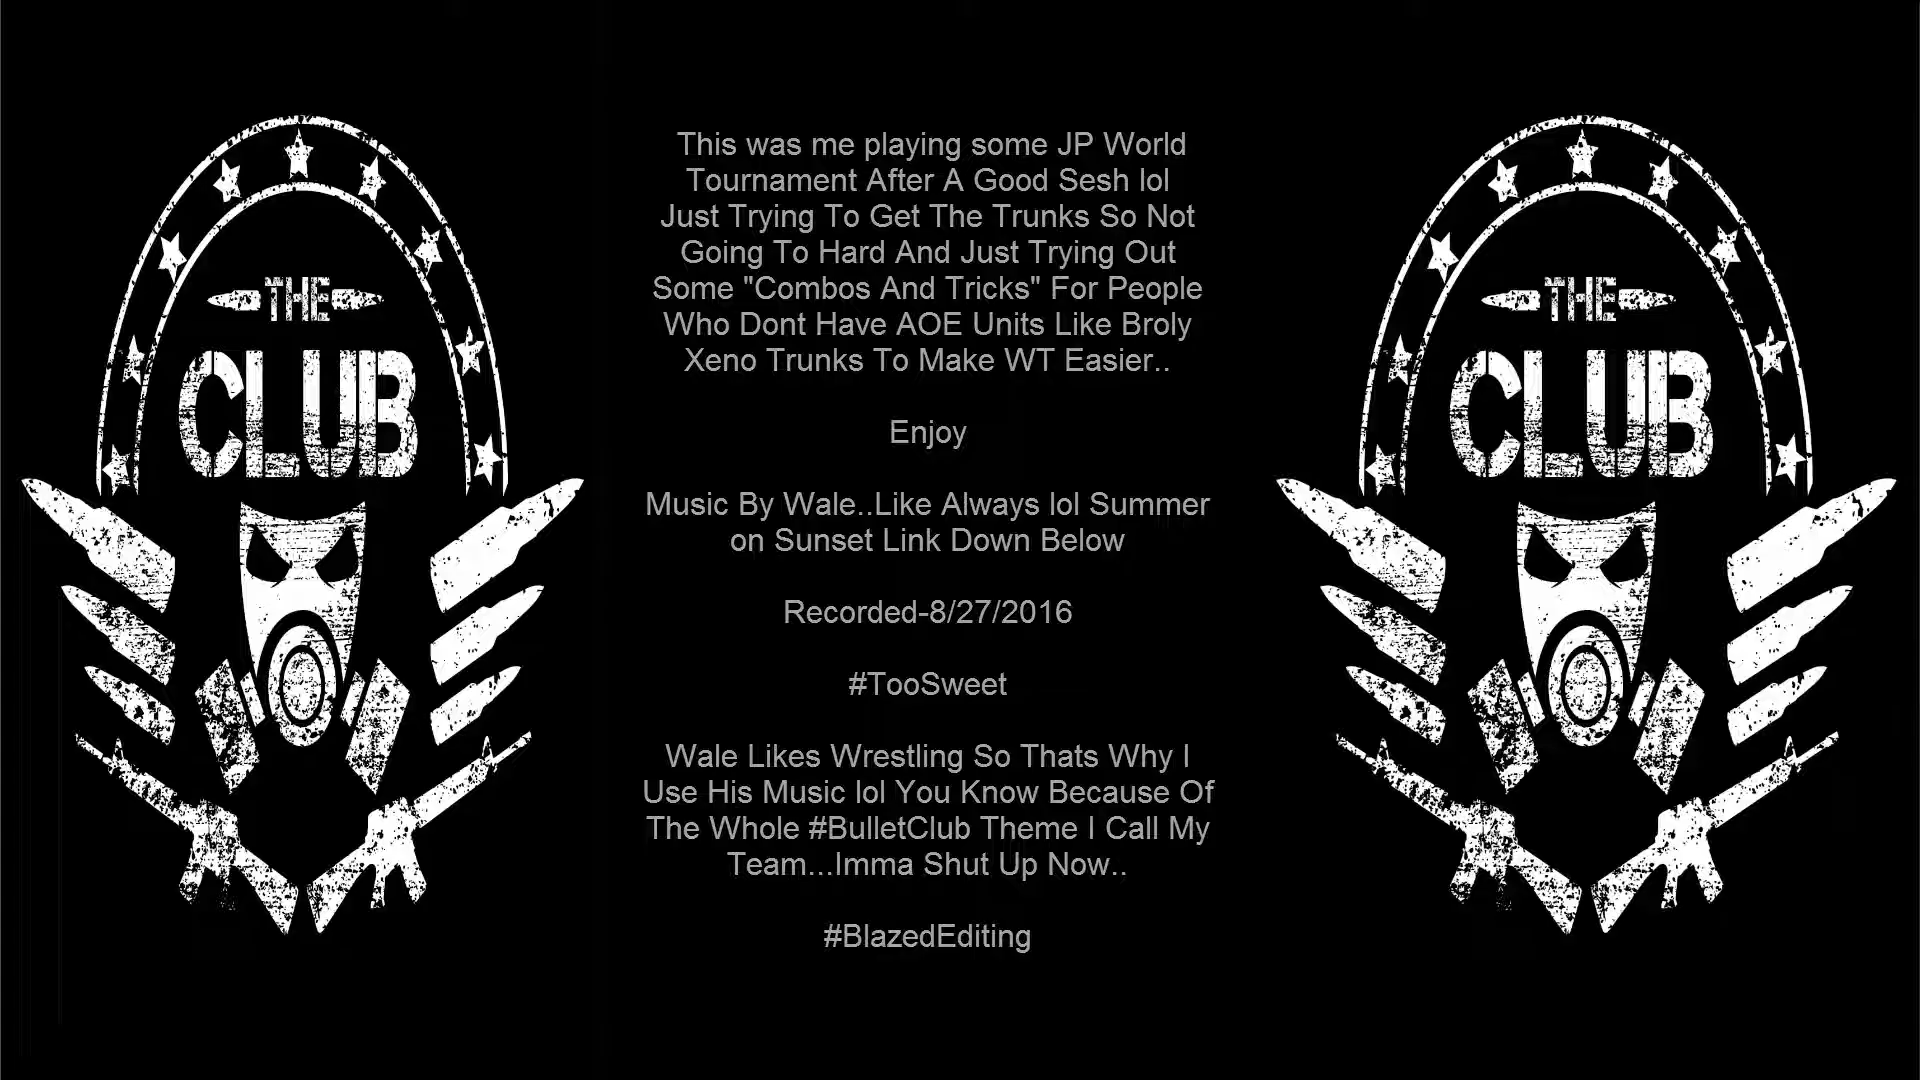 THE
CLUB
This was me playing some JP World
Tournament After A Good Sesh lol
Just Trying To Get The Trunks So Not
Going To Hard And Just Trying Out
Some "Combos And Tricks" For People
Who Dont Have AOE Units Like Broly
Xeno Trunks To Make WT Easier..
Enjoy
Music By Wale..Like Always lol Summer
on Sunset Link Down Below
Recorded-8/27/2016
#TooSweet
Wale Likes Wrestling So Thats Why I
Use His Music lol You Know Because Of
The Whole #BulletClub Theme I Call My
Team...Imma Shut Up Now..
#BlazedEditing
THE
CLUB